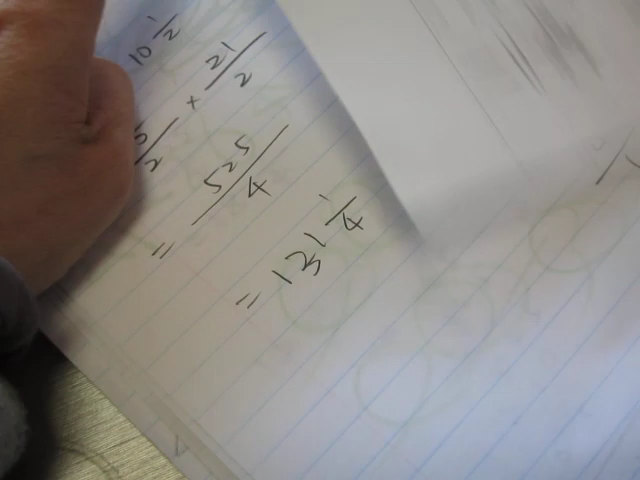 10 1/2
5/2 × 21/2
= 525/4
= 131 1/4